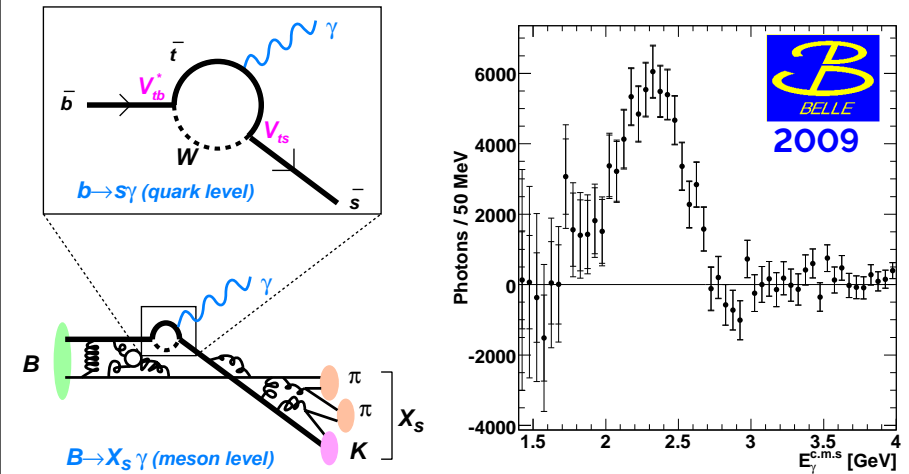 γ
t̅
V*tb
b̅
Vts
W
s̅
b→sγ (quark level)
γ
B
π
π
Xs
K
B→Xs γ (meson level)
Photons / 50 MeV
6000
4000
2000
0
-2000
-4000
1.5 2 2.5 3 3.5 4
Eγ^c.m.s [GeV]
B
BELLE
2009